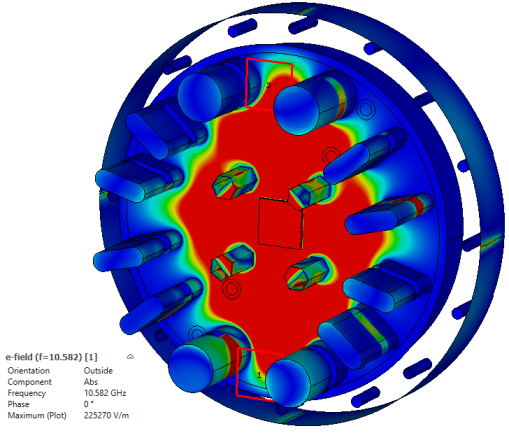 2
1
e-field (f=10.582) [1]
Orientation Outside
Component Abs
Frequency 10.582 GHz
Phase 0 °
Maximum (Plot) 225270 V/m